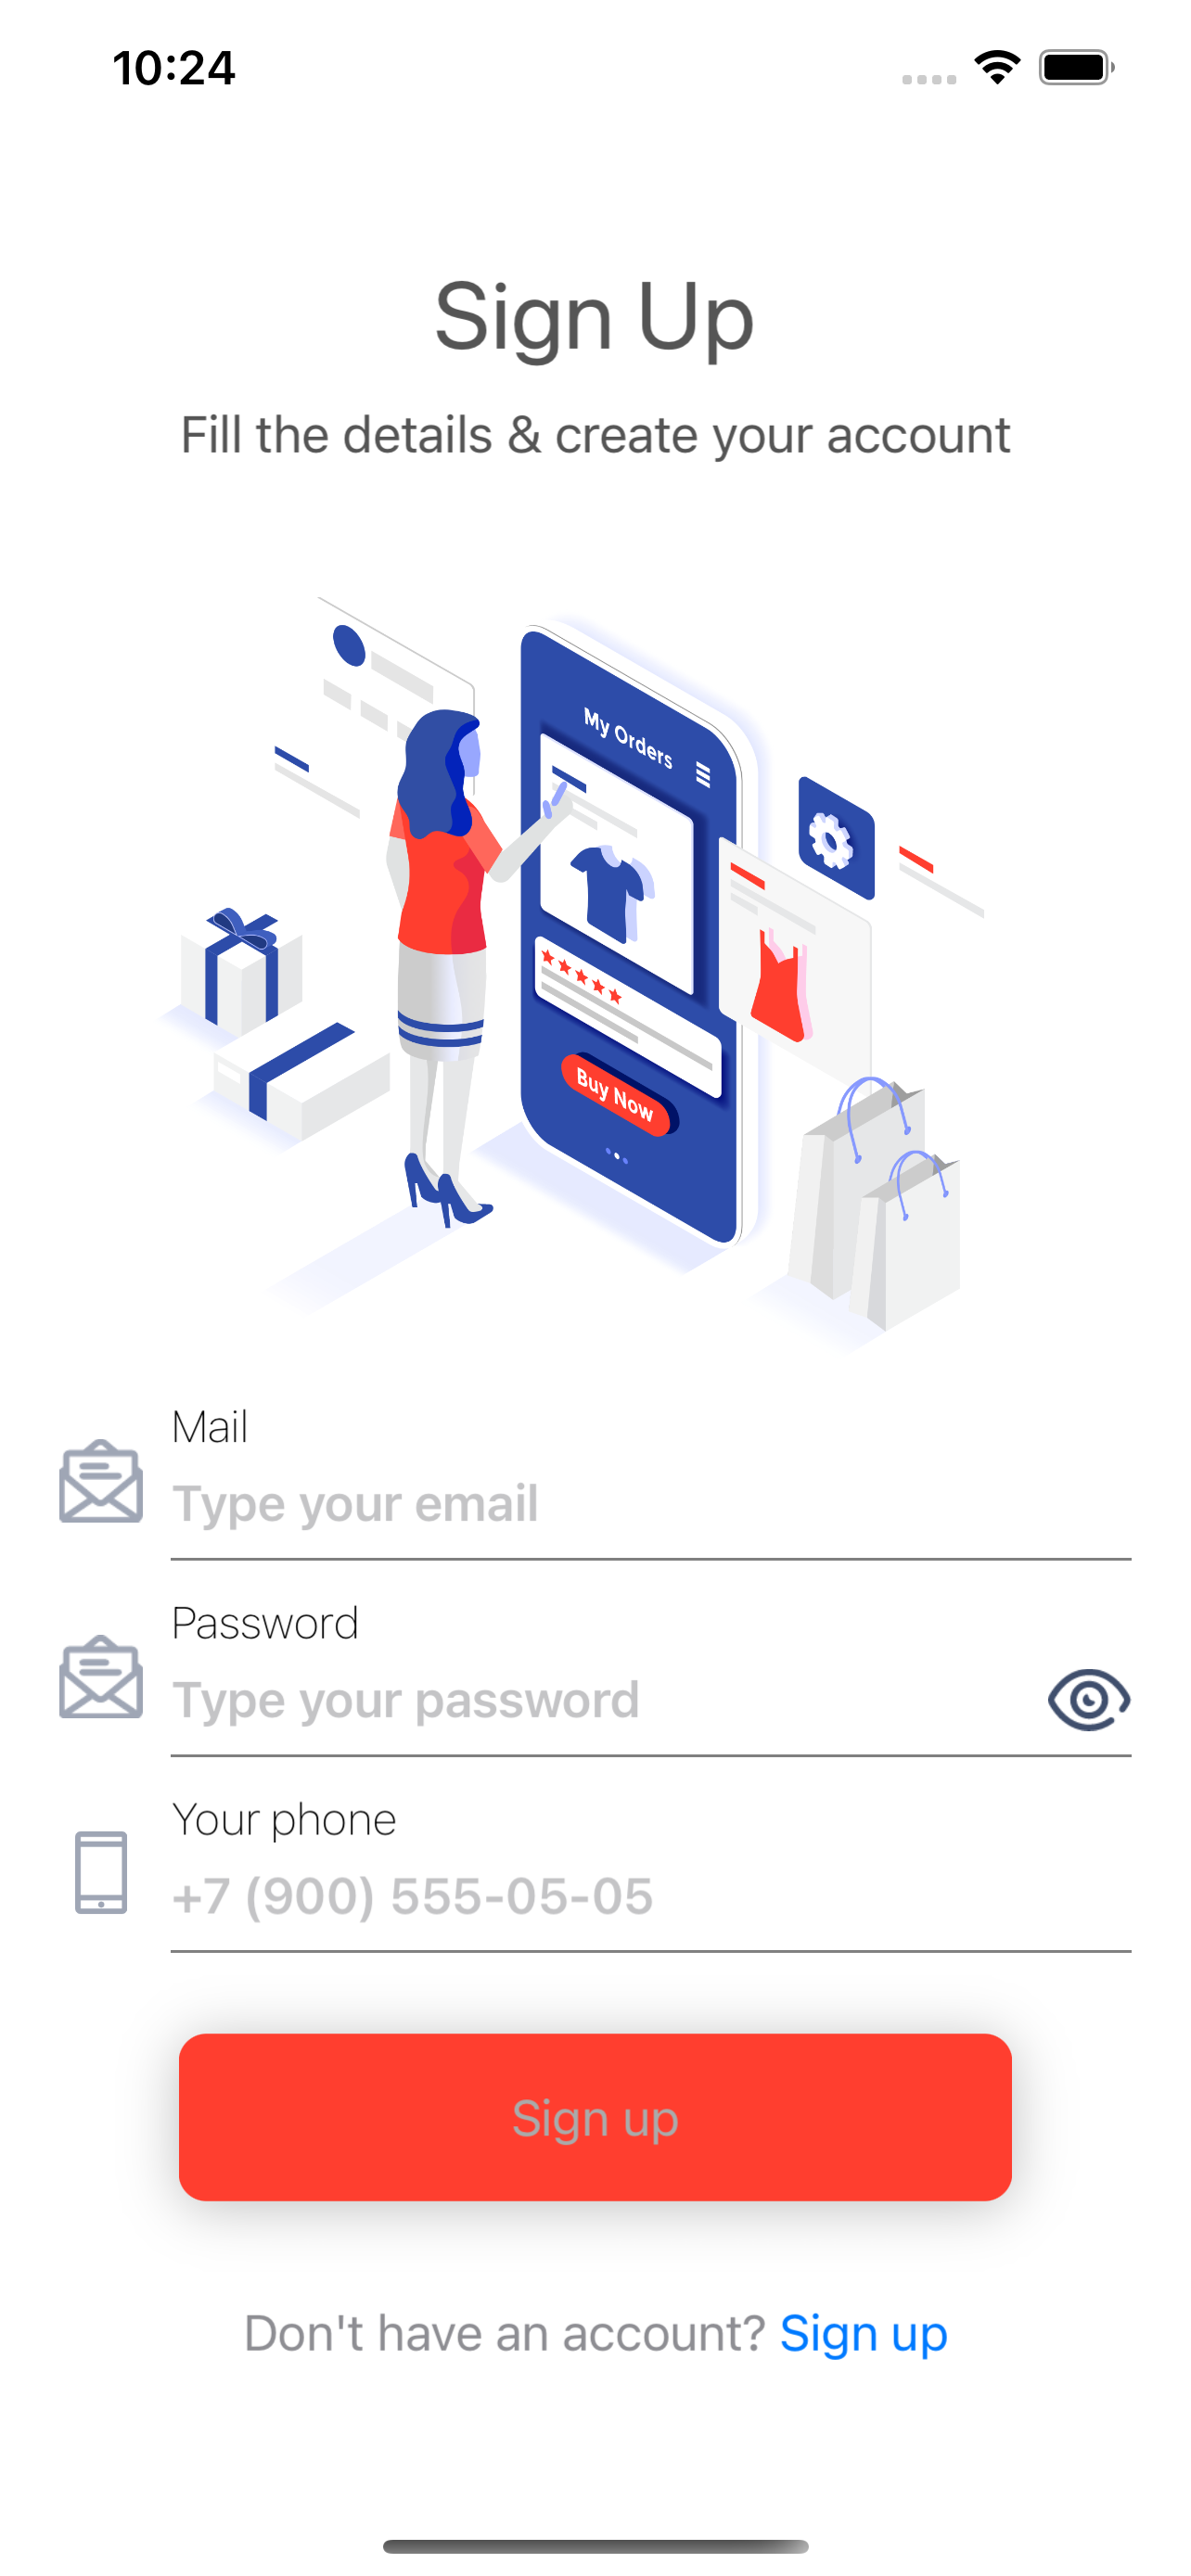 10:24
Sign Up
Fill the details & create your account
My Orders
Buy Now
Mail
Type your email
Password
Type your password
Your phone
+7 (900) 555-05-05
Sign up
Don't have an account? Sign up